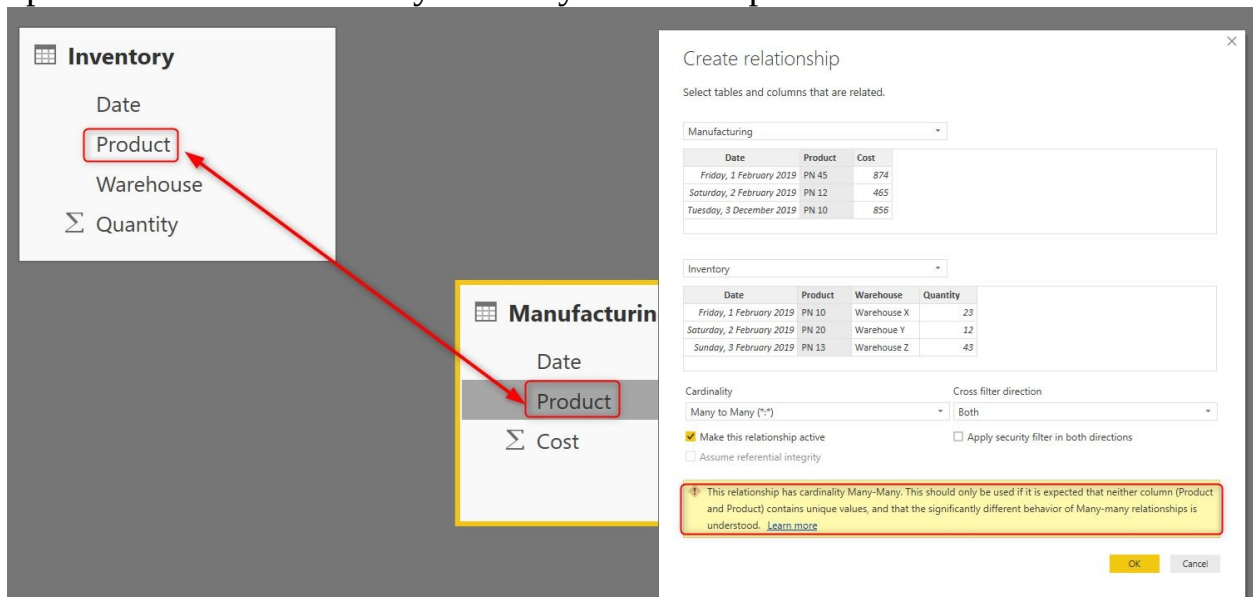 Inventory
Date
Product
Warehouse
Quantity
Manufacturin
Date
Product
Cost
Create relationship
Select tables and columns that are related.
Manufacturing
Date Product Cost
Friday, 1 February 2019 PN 45 874
Saturday, 2 February 2019 PN 12 465
Tuesday, 3 December 2019 PN 10 856
Inventory
Date Product Warehouse Quantity
Friday, 1 February 2019 PN 10 Warehouse X 23
Saturday, 2 February 2019 PN 20 Warehoue Y 12
Sunday, 3 February 2019 PN 13 Warehouse Z 43
Cardinality Cross filter direction
Many to Many (*:*) Both
Make this relationship active Apply security filter in both directions
Assume referential integrity
This relationship has cardinality Many-Many. This should only be used if it is expected that neither column (Product
and Product) contains unique values, and that the significantly different behavior of Many-many relationships is
understood. Learn more
OK Cancel